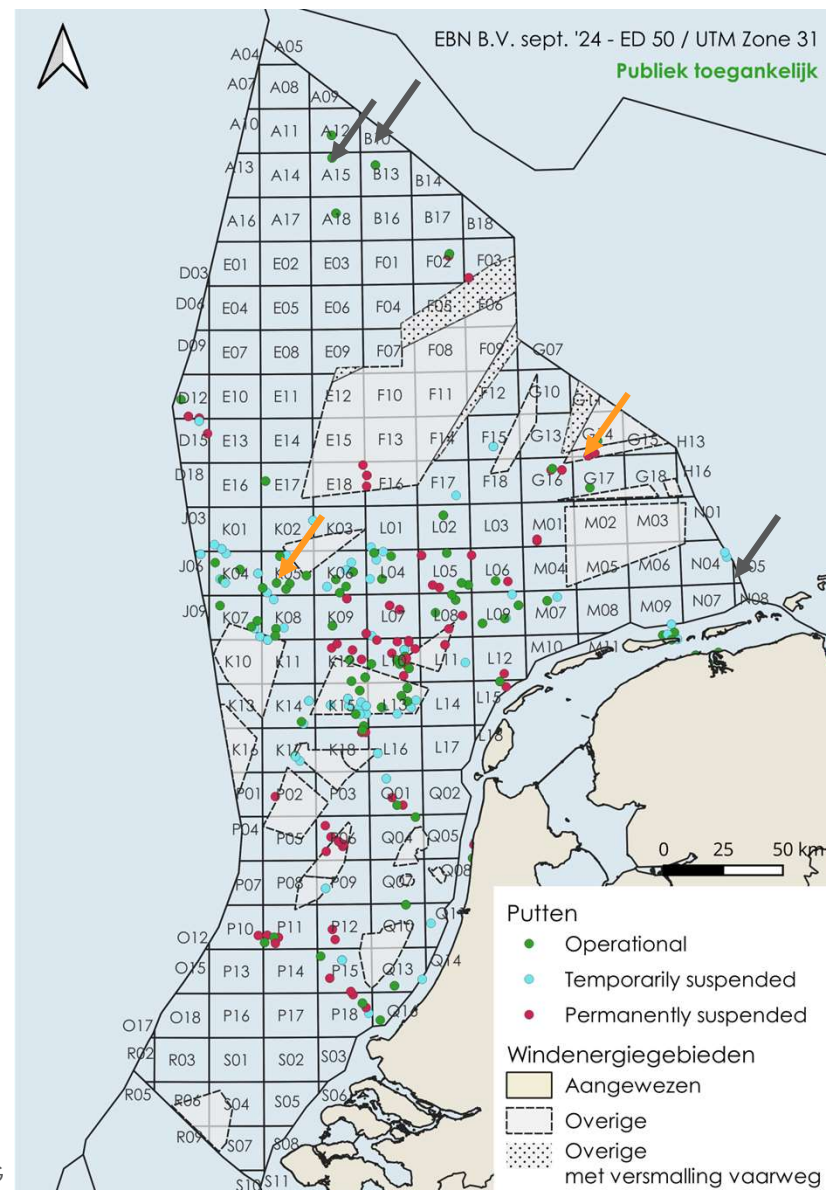 EBN B.V. sept. '24 - ED 50 / UTM Zone 31
Publiek toegankelijk
A04 A05
A07 A08 A09
A10 A11 A12 B10
A13 A14 A15 B13 B14
A16 A17 A18 B16 B17 B18
D03 E01 E02 E03 F01 F02 F03
D06 E04 E05 E06 F04 F05 F06
D09 E07 E08 E09 F07 F08 F09 G07
D12 E10 E11 E12 F10 F11 F12 G10 G11
D15 E13 E14 E15 F13 F14 F15 G13 G14 G15 H13
D18 E16 E17 E18 F16 F17 F18 G16 G17 G18 H16
J03 K01 K02 K03 L01 L02 L03 M01 M02 M03 N01
J06 K04 K05 K06 L04 L05 L06 M04 M05 M06 N04 N05
J09 K07 K08 K09 L07 L08 L09 M07 M08 M09 N07 N08
K10 K11 K12 L10 L11 L12 M10 M11
K13 K14 K15 L13 L14 L15
K16 K17 K18 L16 L17 L18
P01 P02 P03 Q01 Q02
P04 P05 P06 Q04 Q05
P07 P08 P09 Q07 Q08
O12 P10 P11 P12 Q10
O15 P13 P14 P15 Q13 Q14
O17 O18 P16 P17 P18 Q16
R02 R03 S01 S02 S03
R05 R06 S04 S05 S06
R09 S07 S08
S10 S11
0 25 50 km
Putten
Operational
Temporarily suspended
Permanently suspended
Windenergiegebieden
Aangewezen
Overige
Overige
met versmalling vaarweg